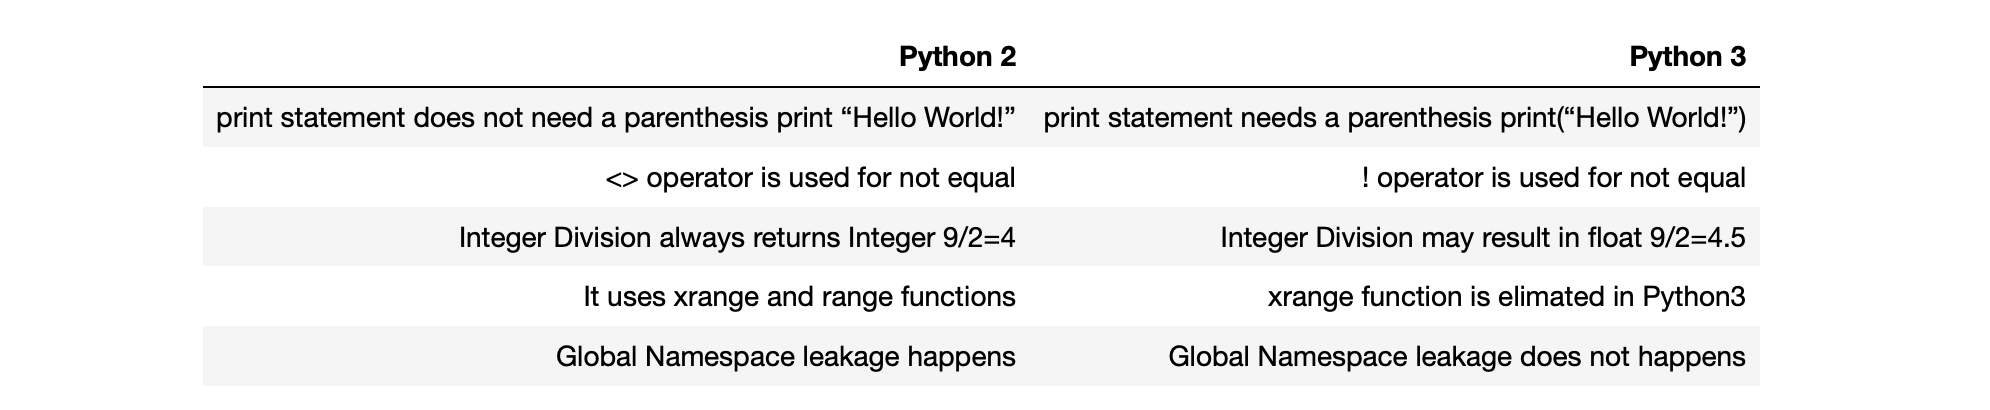 Python 2 Python 3
print statement does not need a parenthesis print “Hello World!” print statement needs a parenthesis print(“Hello World!”)
<> operator is used for not equal ! operator is used for not equal
Integer Division always returns Integer 9/2=4 Integer Division may result in float 9/2=4.5
It uses xrange and range functions xrange function is elimated in Python3
Global Namespace leakage happens Global Namespace leakage does not happens